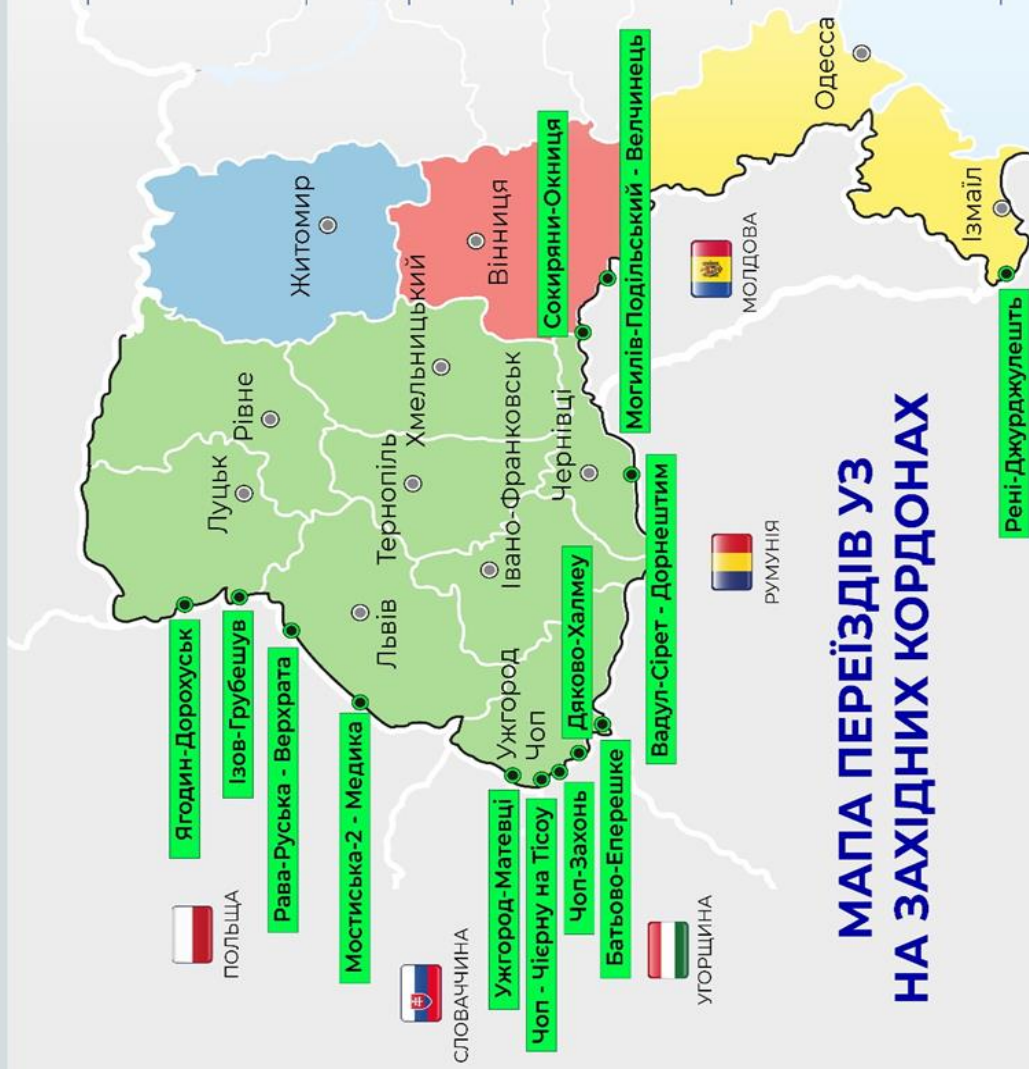 Ягодин-Дорохуськ
Ізов-Грубешув
Рава-Руська - Верхрата
Мостиська-2 - Медика
Ужгород-Матевці
Чоп - Чієрну на Тісоу
Чоп-Захонь
Батьово-Еперешке
Дяково-Халмеу
Вадул-Сірет - Дорнештим
Сокиряни-Окниця
Могилів-Подільський - Велчинець
Рені-Джурджулешть
ПОЛЬЩА
СЛОВАЧЧИНА
УГОРЩИНА
РУМУНІЯ
МОЛДОВА
Луцьк
Рівне
Житомир
Львів
Тернопіль
Хмельницький
Вінниця
Івано-Франковськ
Ужгород
Чоп
Чернівці
Одесса
Ізмаїл
МАПА ПЕРЕЇЗДІВ УЗ
НА ЗАХІДНИХ КОРДОНАХ